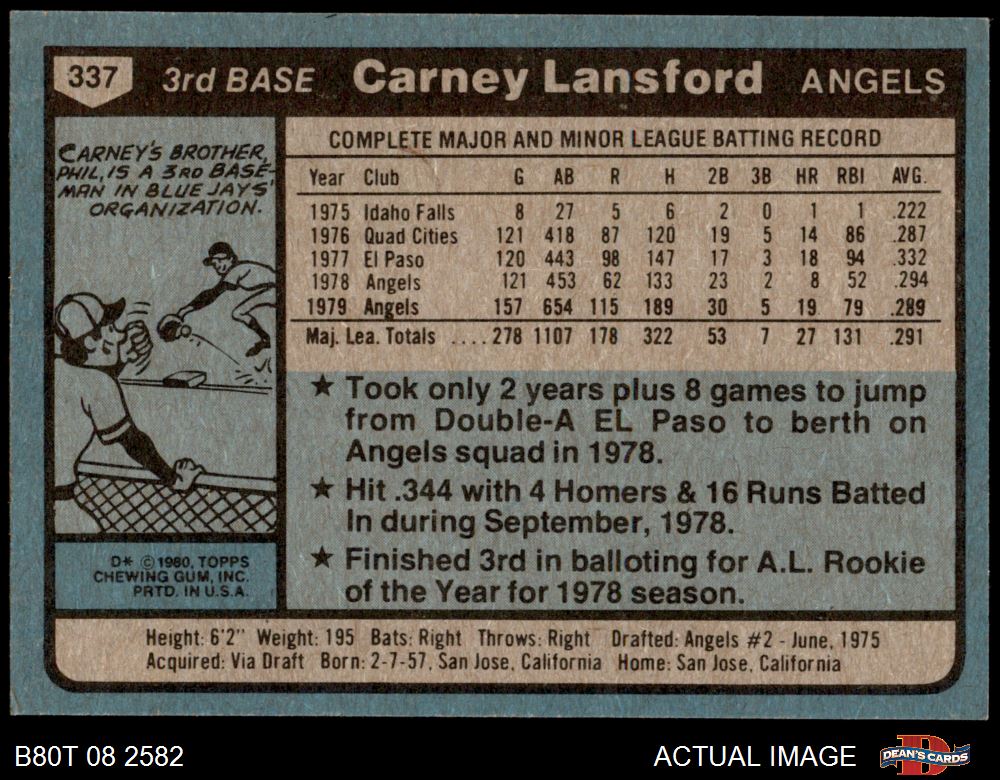 337 3rd BASE Carney Lansford ANGELS
CARNEY'S BROTHER,
PHIL, IS A 3RD BASE-
MAN IN BLUE JAYS'
ORGANIZATION.
D* © 1980, TOPPS
CHEWING GUM, INC.
PRTD. IN U.S.A.
COMPLETE MAJOR AND MINOR LEAGUE BATTING RECORD
Year Club G AB R H 2B 3B HR RBI AVG.
1975 Idaho Falls 8 27 5 6 2 0 1 1 .222
1976 Quad Cities 121 418 87 120 19 5 14 86 .287
1977 El Paso 120 443 98 147 17 3 18 94 .332
1978 Angels 121 453 62 133 23 2 8 52 .294
1979 Angels 157 654 115 189 30 5 19 79 .289
Maj. Lea. Totals ....278 1107 178 322 53 7 27 131 .291
★ Took only 2 years plus 8 games to jump
from Double-A EL Paso to berth on
Angels squad in 1978.
★ Hit .344 with 4 Homers & 16 Runs Batted
In during September, 1978.
★ Finished 3rd in balloting for A.L. Rookie
of the Year for 1978 season.
Height: 6'2" Weight: 195 Bats: Right Throws: Right Drafted: Angels #2 - June, 1975
Acquired: Via Draft Born: 2-7-57, San Jose, California Home: San Jose, California
B80T 08 2582 ACTUAL IMAGE DEAN'S CARDS